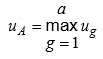 a
u_A = max u_g
g = 1